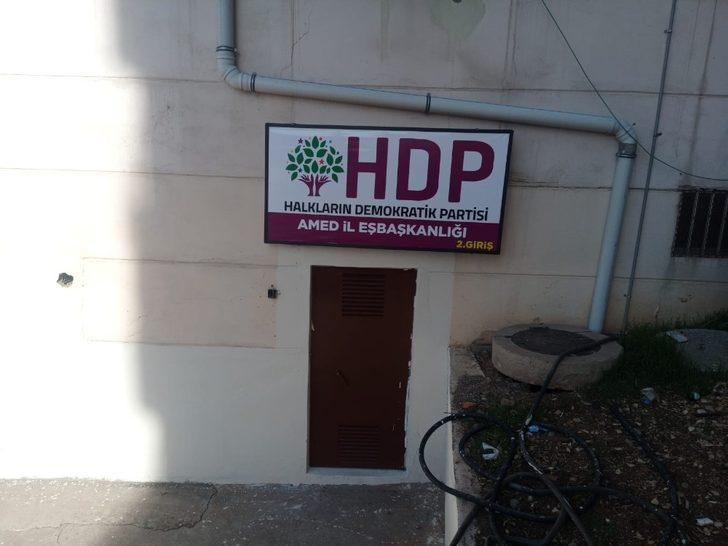 HDP
HALKLARIN DEMOKRATİK PARTİSİ
AMED İL EŞBAŞKANLIĞI
2.GİRİŞ